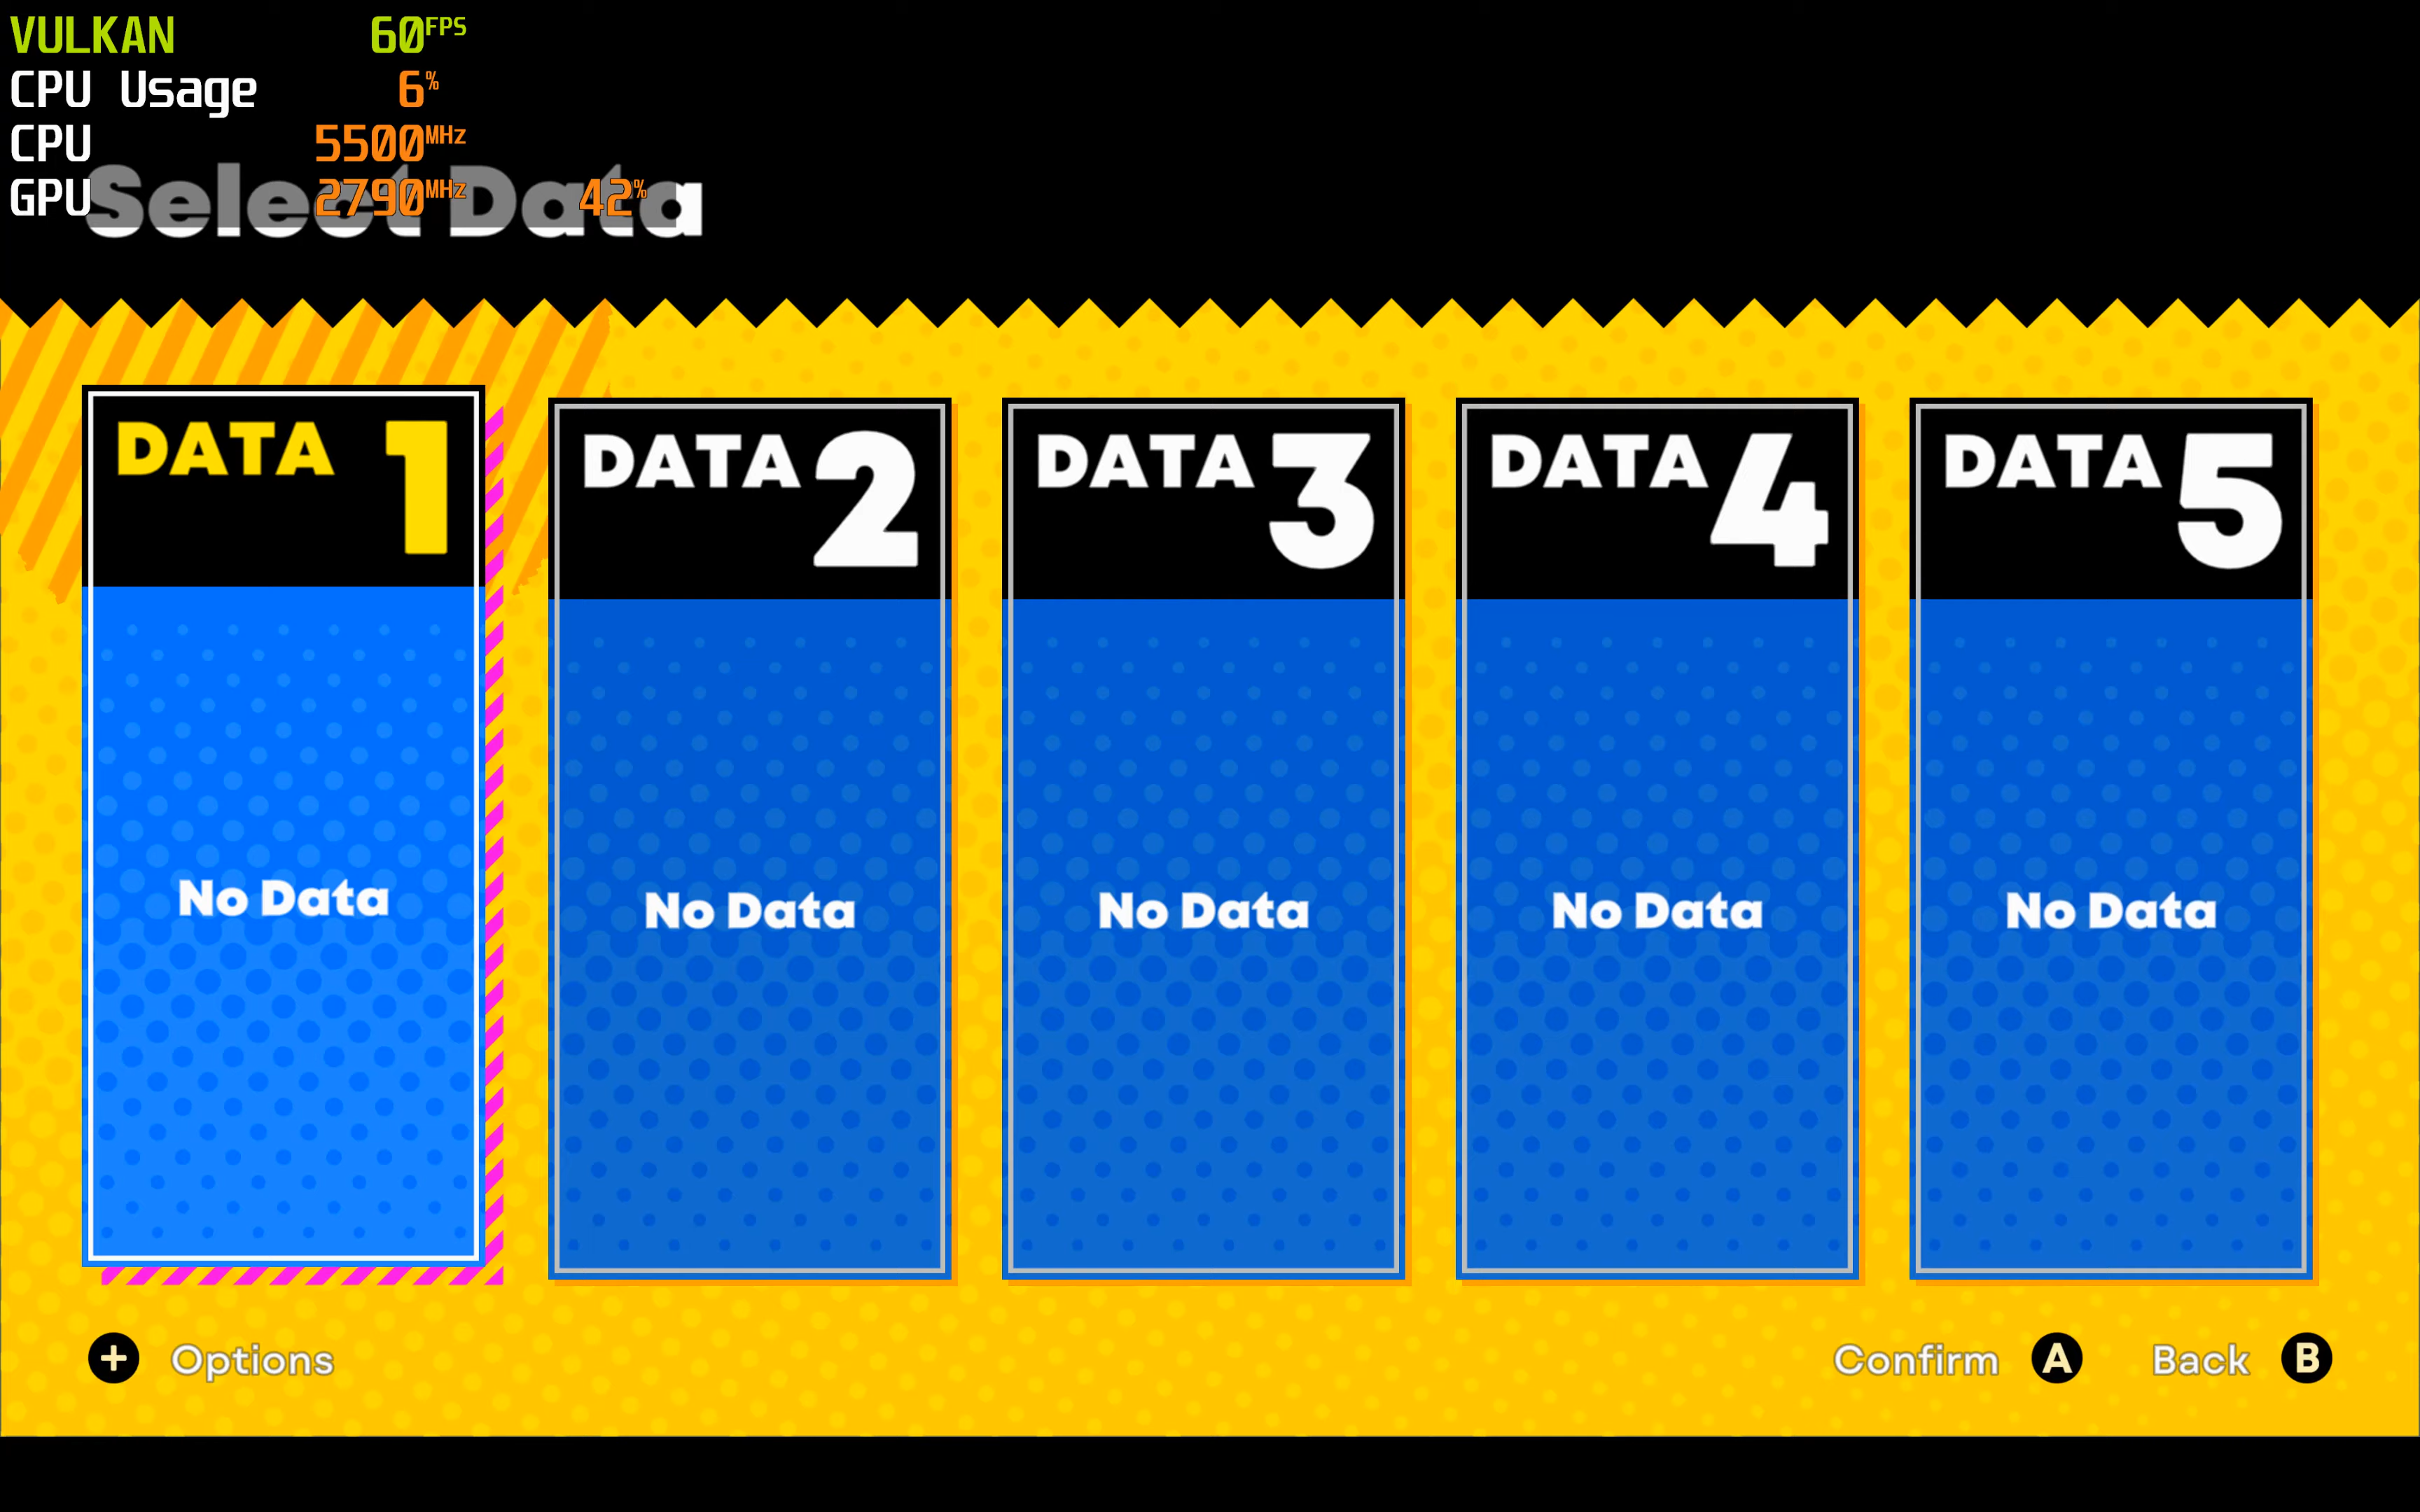 VULKAN 60FPS
CPU Usage 6%
CPU 5500MHz
GPU 2790MHz 42%
Select Data
DATA 1
No Data
DATA 2
No Data
DATA 3
No Data
DATA 4
No Data
DATA 5
No Data
+ Options
Confirm A Back B